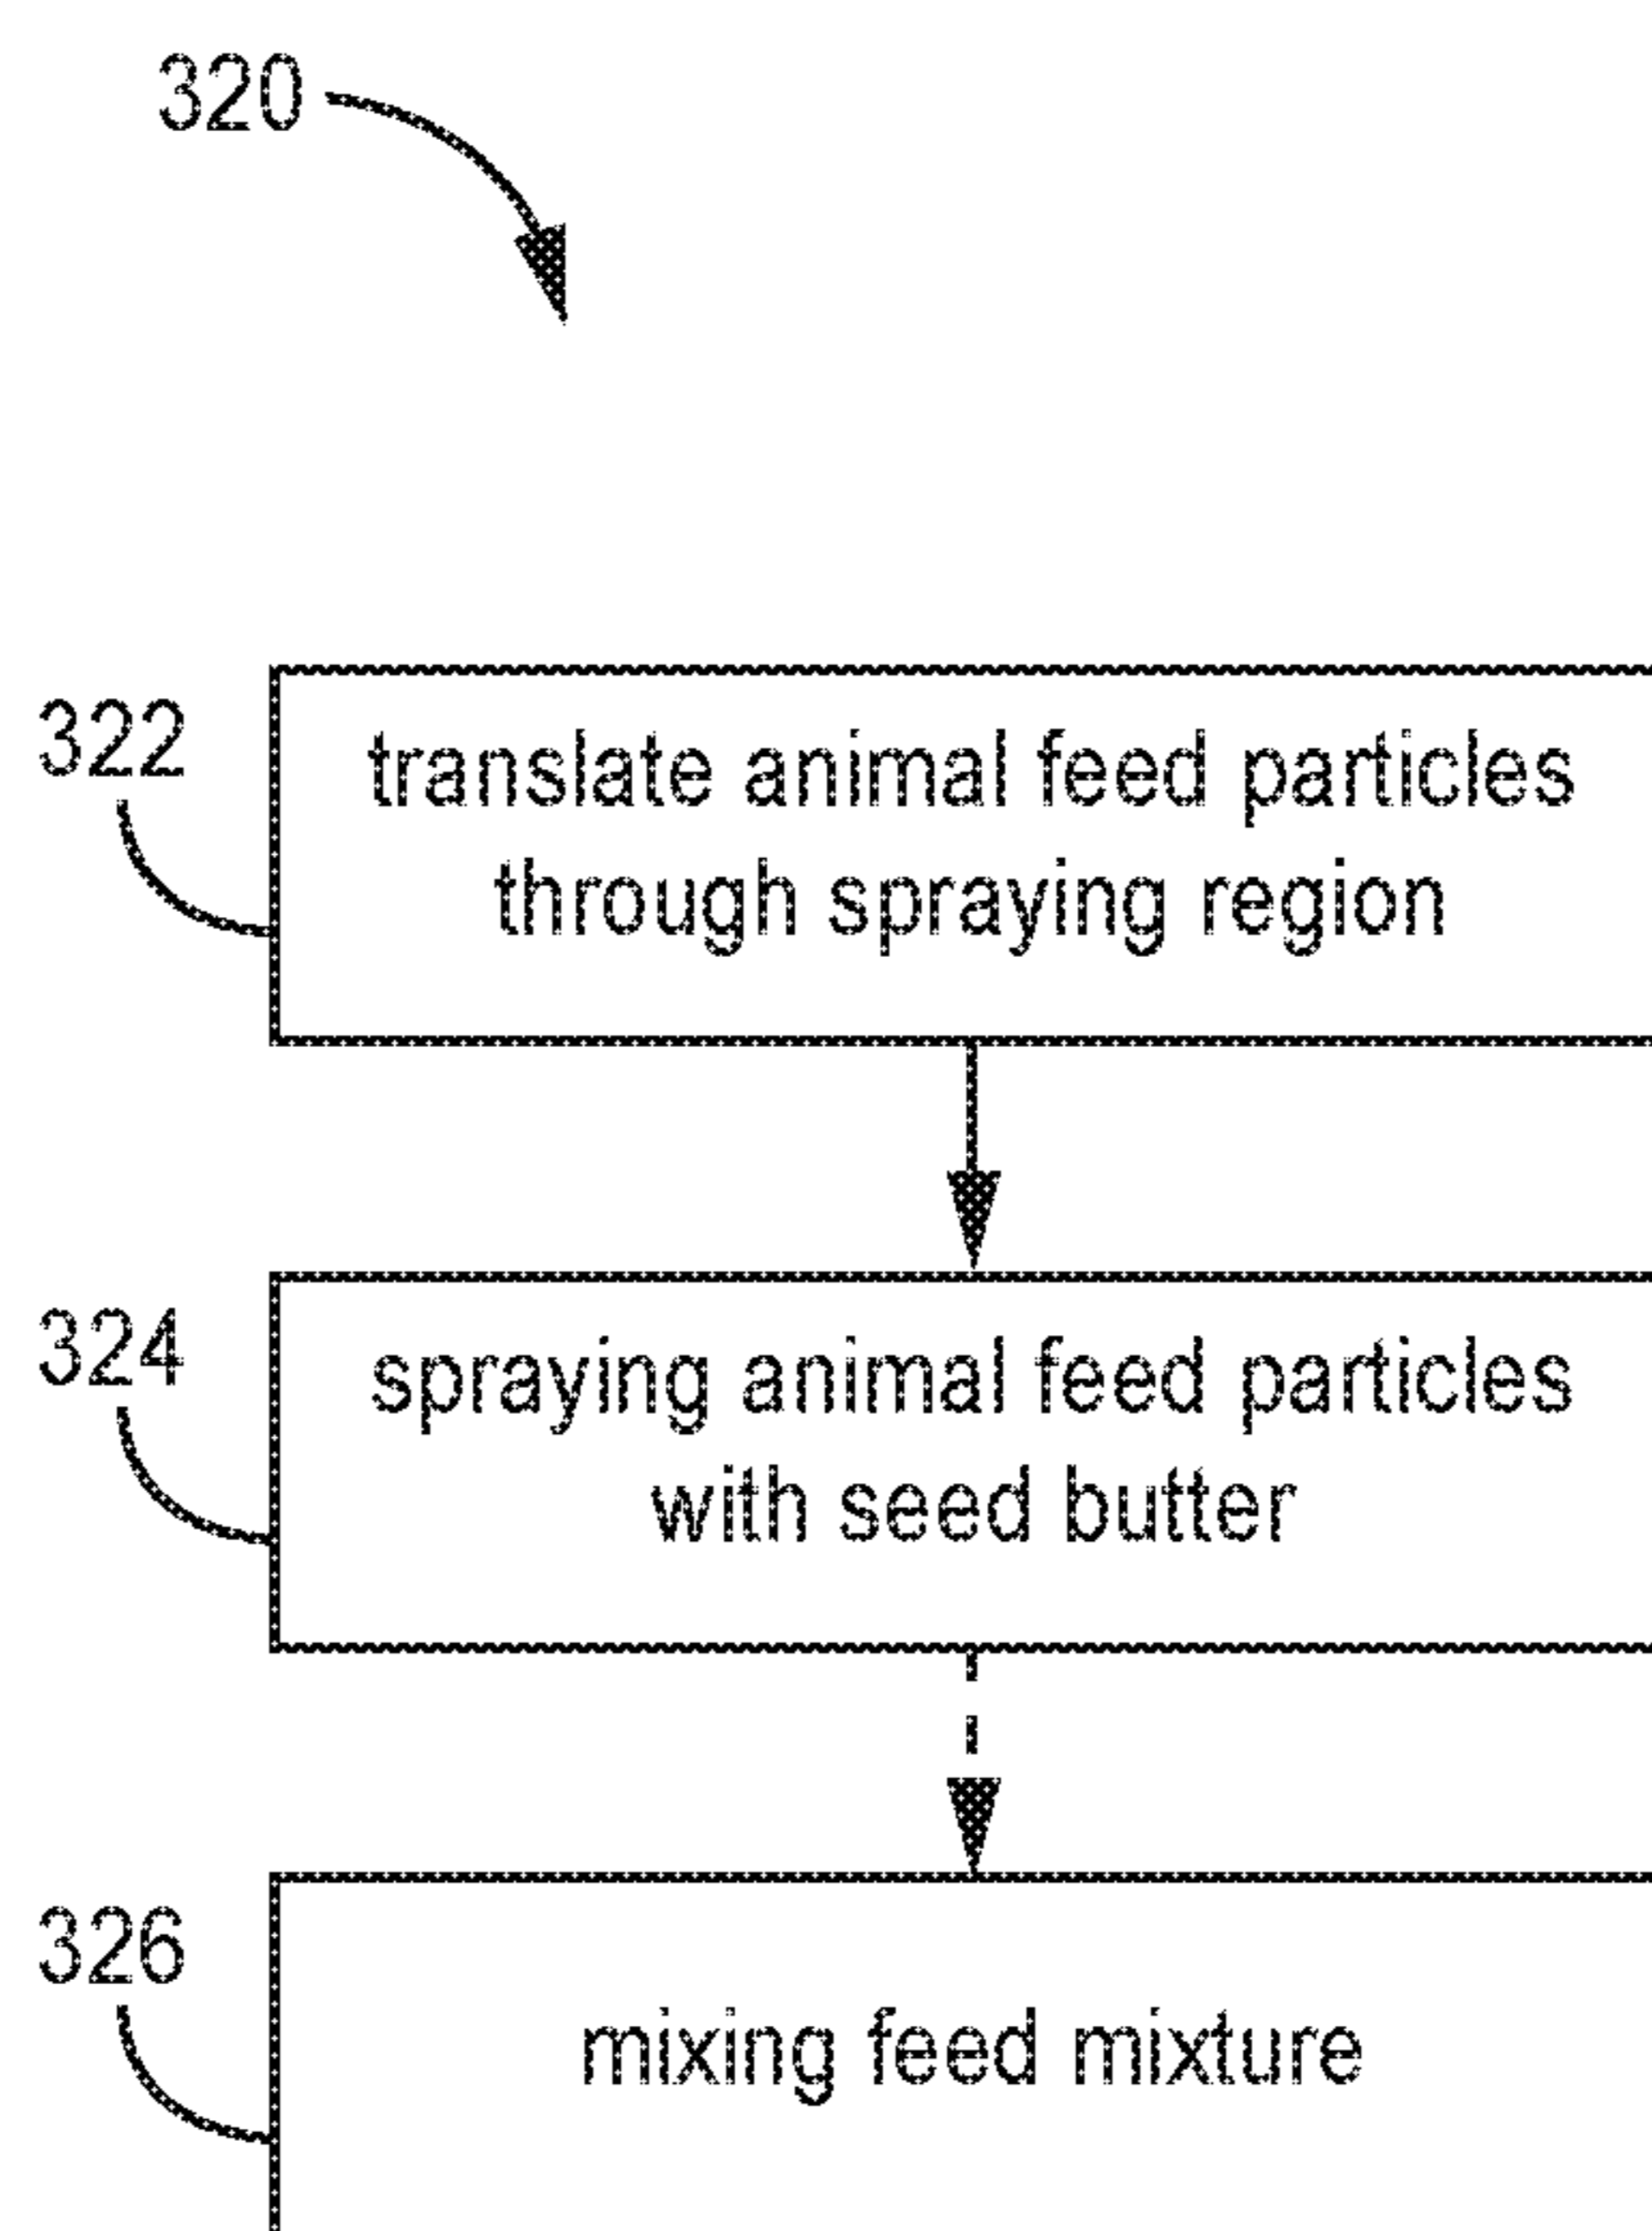 320
322
translate animal feed particles
through spraying region
324
spraying animal feed particles
with seed butter
326
mixing feed mixture